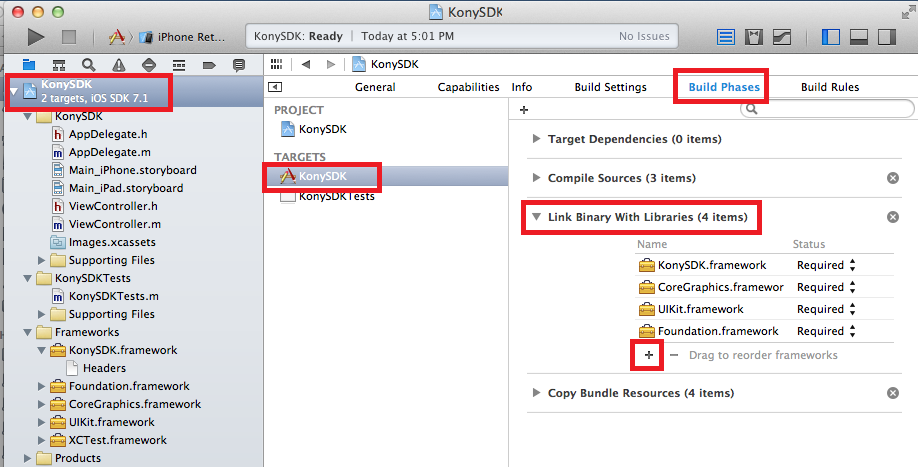 KonySDK
iPhone Ret...
KonySDK: Ready | Today at 5:01 PM
No Issues
KonySDK
2 targets, iOS SDK 7.1
KonySDK
AppDelegate.h
AppDelegate.m
Main_iPhone.storyboard
Main_iPad.storyboard
ViewController.h
ViewController.m
Images.xcassets
Supporting Files
KonySDKTests
KonySDKTests.m
Supporting Files
Frameworks
KonySDK.framework
Headers
Foundation.framework
CoreGraphics.framework
UIKit.framework
XCTest.framework
Products
KonySDK
General Capabilities Info Build Settings Build Phases Build Rules
PROJECT
KonySDK
TARGETS
KonySDK
KonySDKTests
Target Dependencies (0 items)
Compile Sources (3 items)
Link Binary With Libraries (4 items)
Name Status
KonySDK.framework Required
CoreGraphics.framewor Required
UIKit.framework Required
Foundation.framework Required
+ − Drag to reorder frameworks
Copy Bundle Resources (4 items)